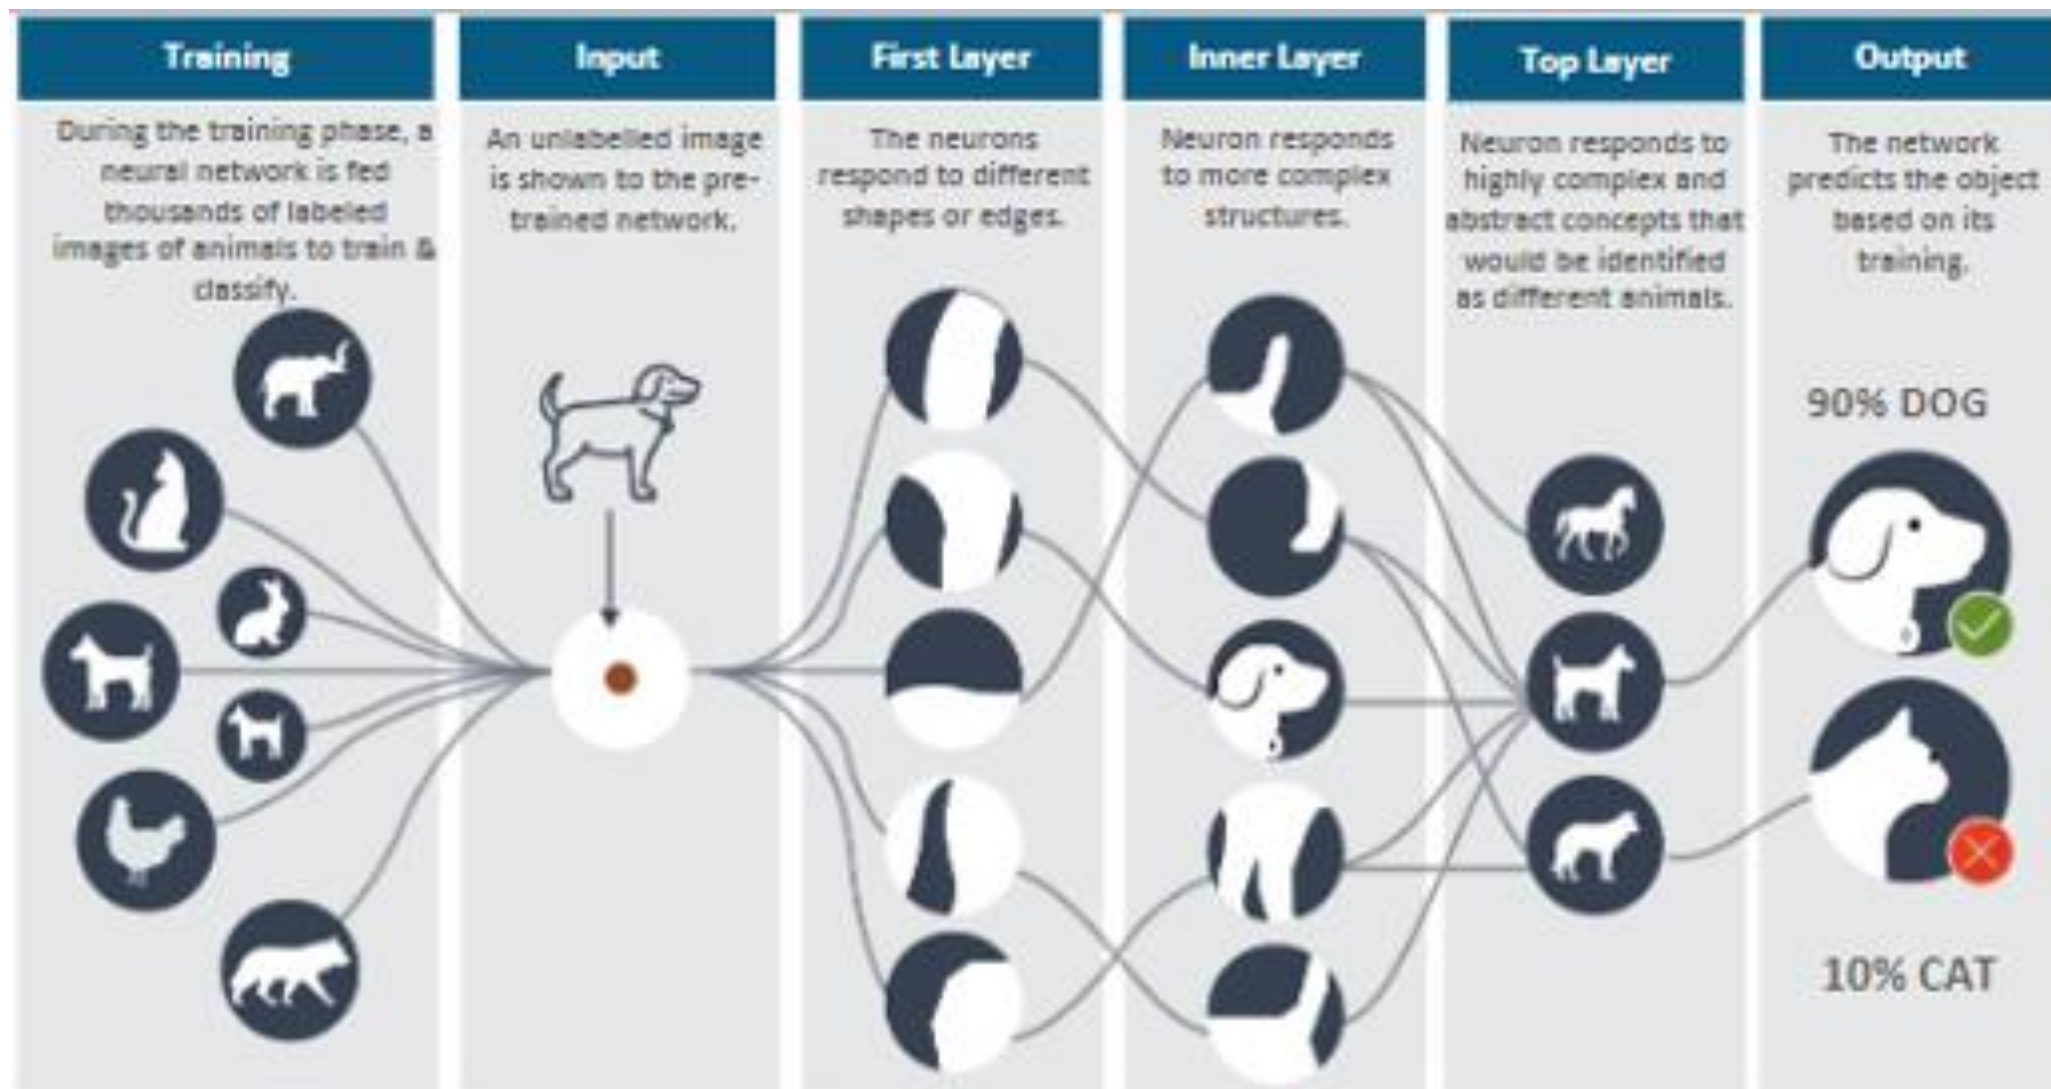 Training
During the training phase, a
neural network is fed
thousands of labeled
images of animals to train &
classify.
Input
An unlabelled image
is shown to the pre-
trained network.
First Layer
The neurons
respond to different
shapes or edges.
Inner Layer
Neuron responds
to more complex
structures.
Top Layer
Neuron responds to
highly complex and
abstract concepts that
would be identified
as different animals.
Output
The network
predicts the object
based on its
training.
90% DOG
10% CAT